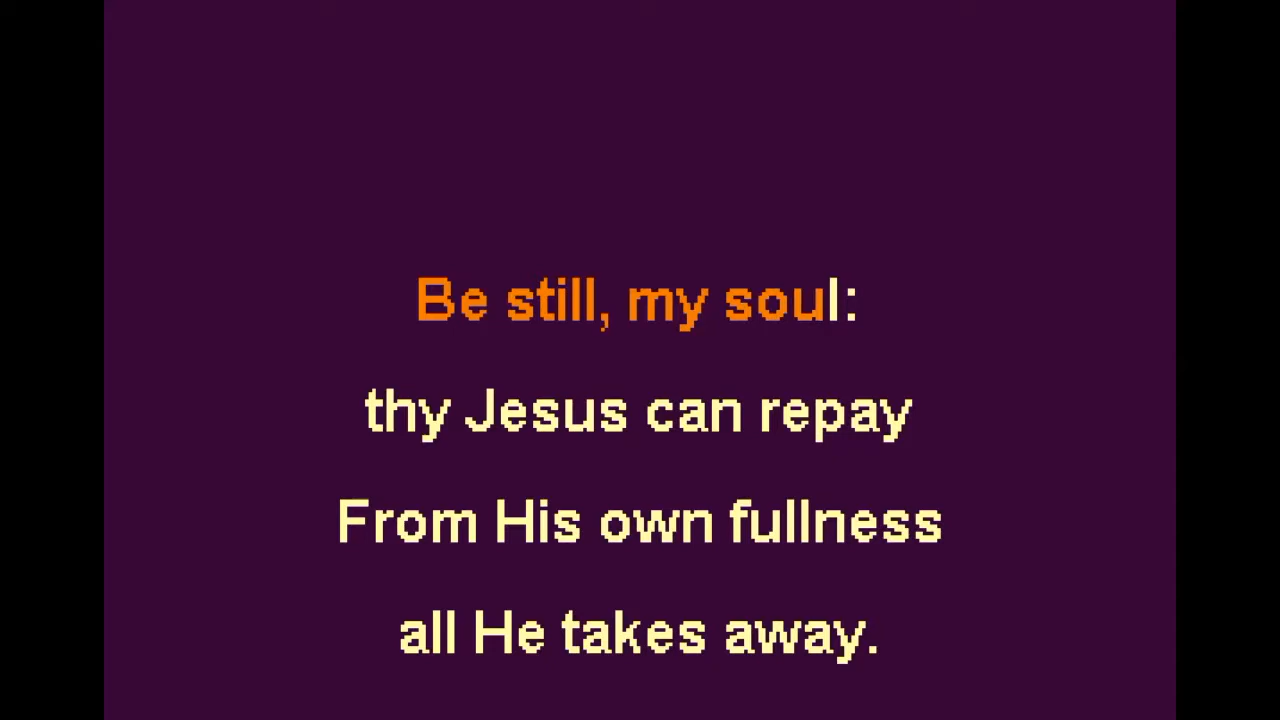 Be still, my soul:
thy Jesus can repay
From His own fullness
all He takes away.